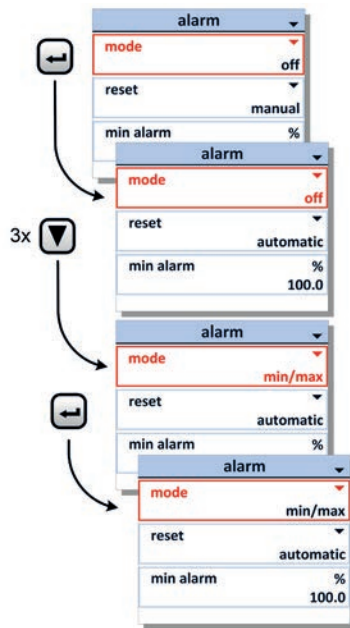 alarm
mode
off
reset
manual
min alarm %
alarm
mode
off
reset
automatic
min alarm %
100.0
3x
alarm
mode
min/max
reset
automatic
min alarm %
alarm
mode
min/max
reset
automatic
min alarm %
100.0